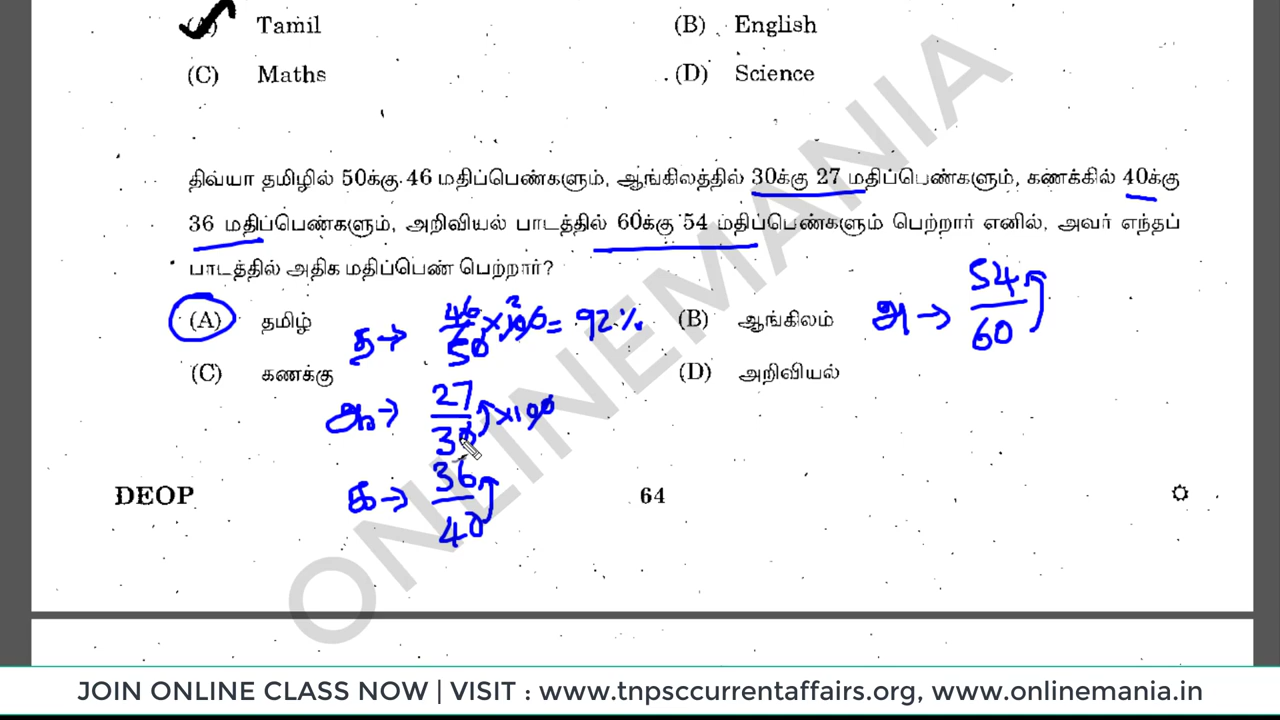 (A) Tamil (B) English
(C) Maths (D) Science
திவ்யா தமிழில் 50க்கு 46 மதிப்பெண்களும், ஆங்கிலத்தில் 30க்கு 27 மதிப்பெண்களும், கணக்கில் 40க்கு
36 மதிப்பெண்களும், அறிவியல் பாடத்தில் 60க்கு 54 மதிப்பெண்களும் பெற்றார் எனில், அவர் எந்தப்
பாடத்தில் அதிக மதிப்பெண் பெற்றார்?
(A) தமிழ் (B) ஆங்கிலம்
(C) கணக்கு (D) அறிவியல்
த → 46/50 × 100 2 = 92%
ஆ → 27/30 × 100
க → 36/40
அ → 54/60
DEOP 64
ONLINEMANIA
JOIN ONLINE CLASS NOW | VISIT : www.tnpsccurrentaffairs.org, www.onlinemania.in